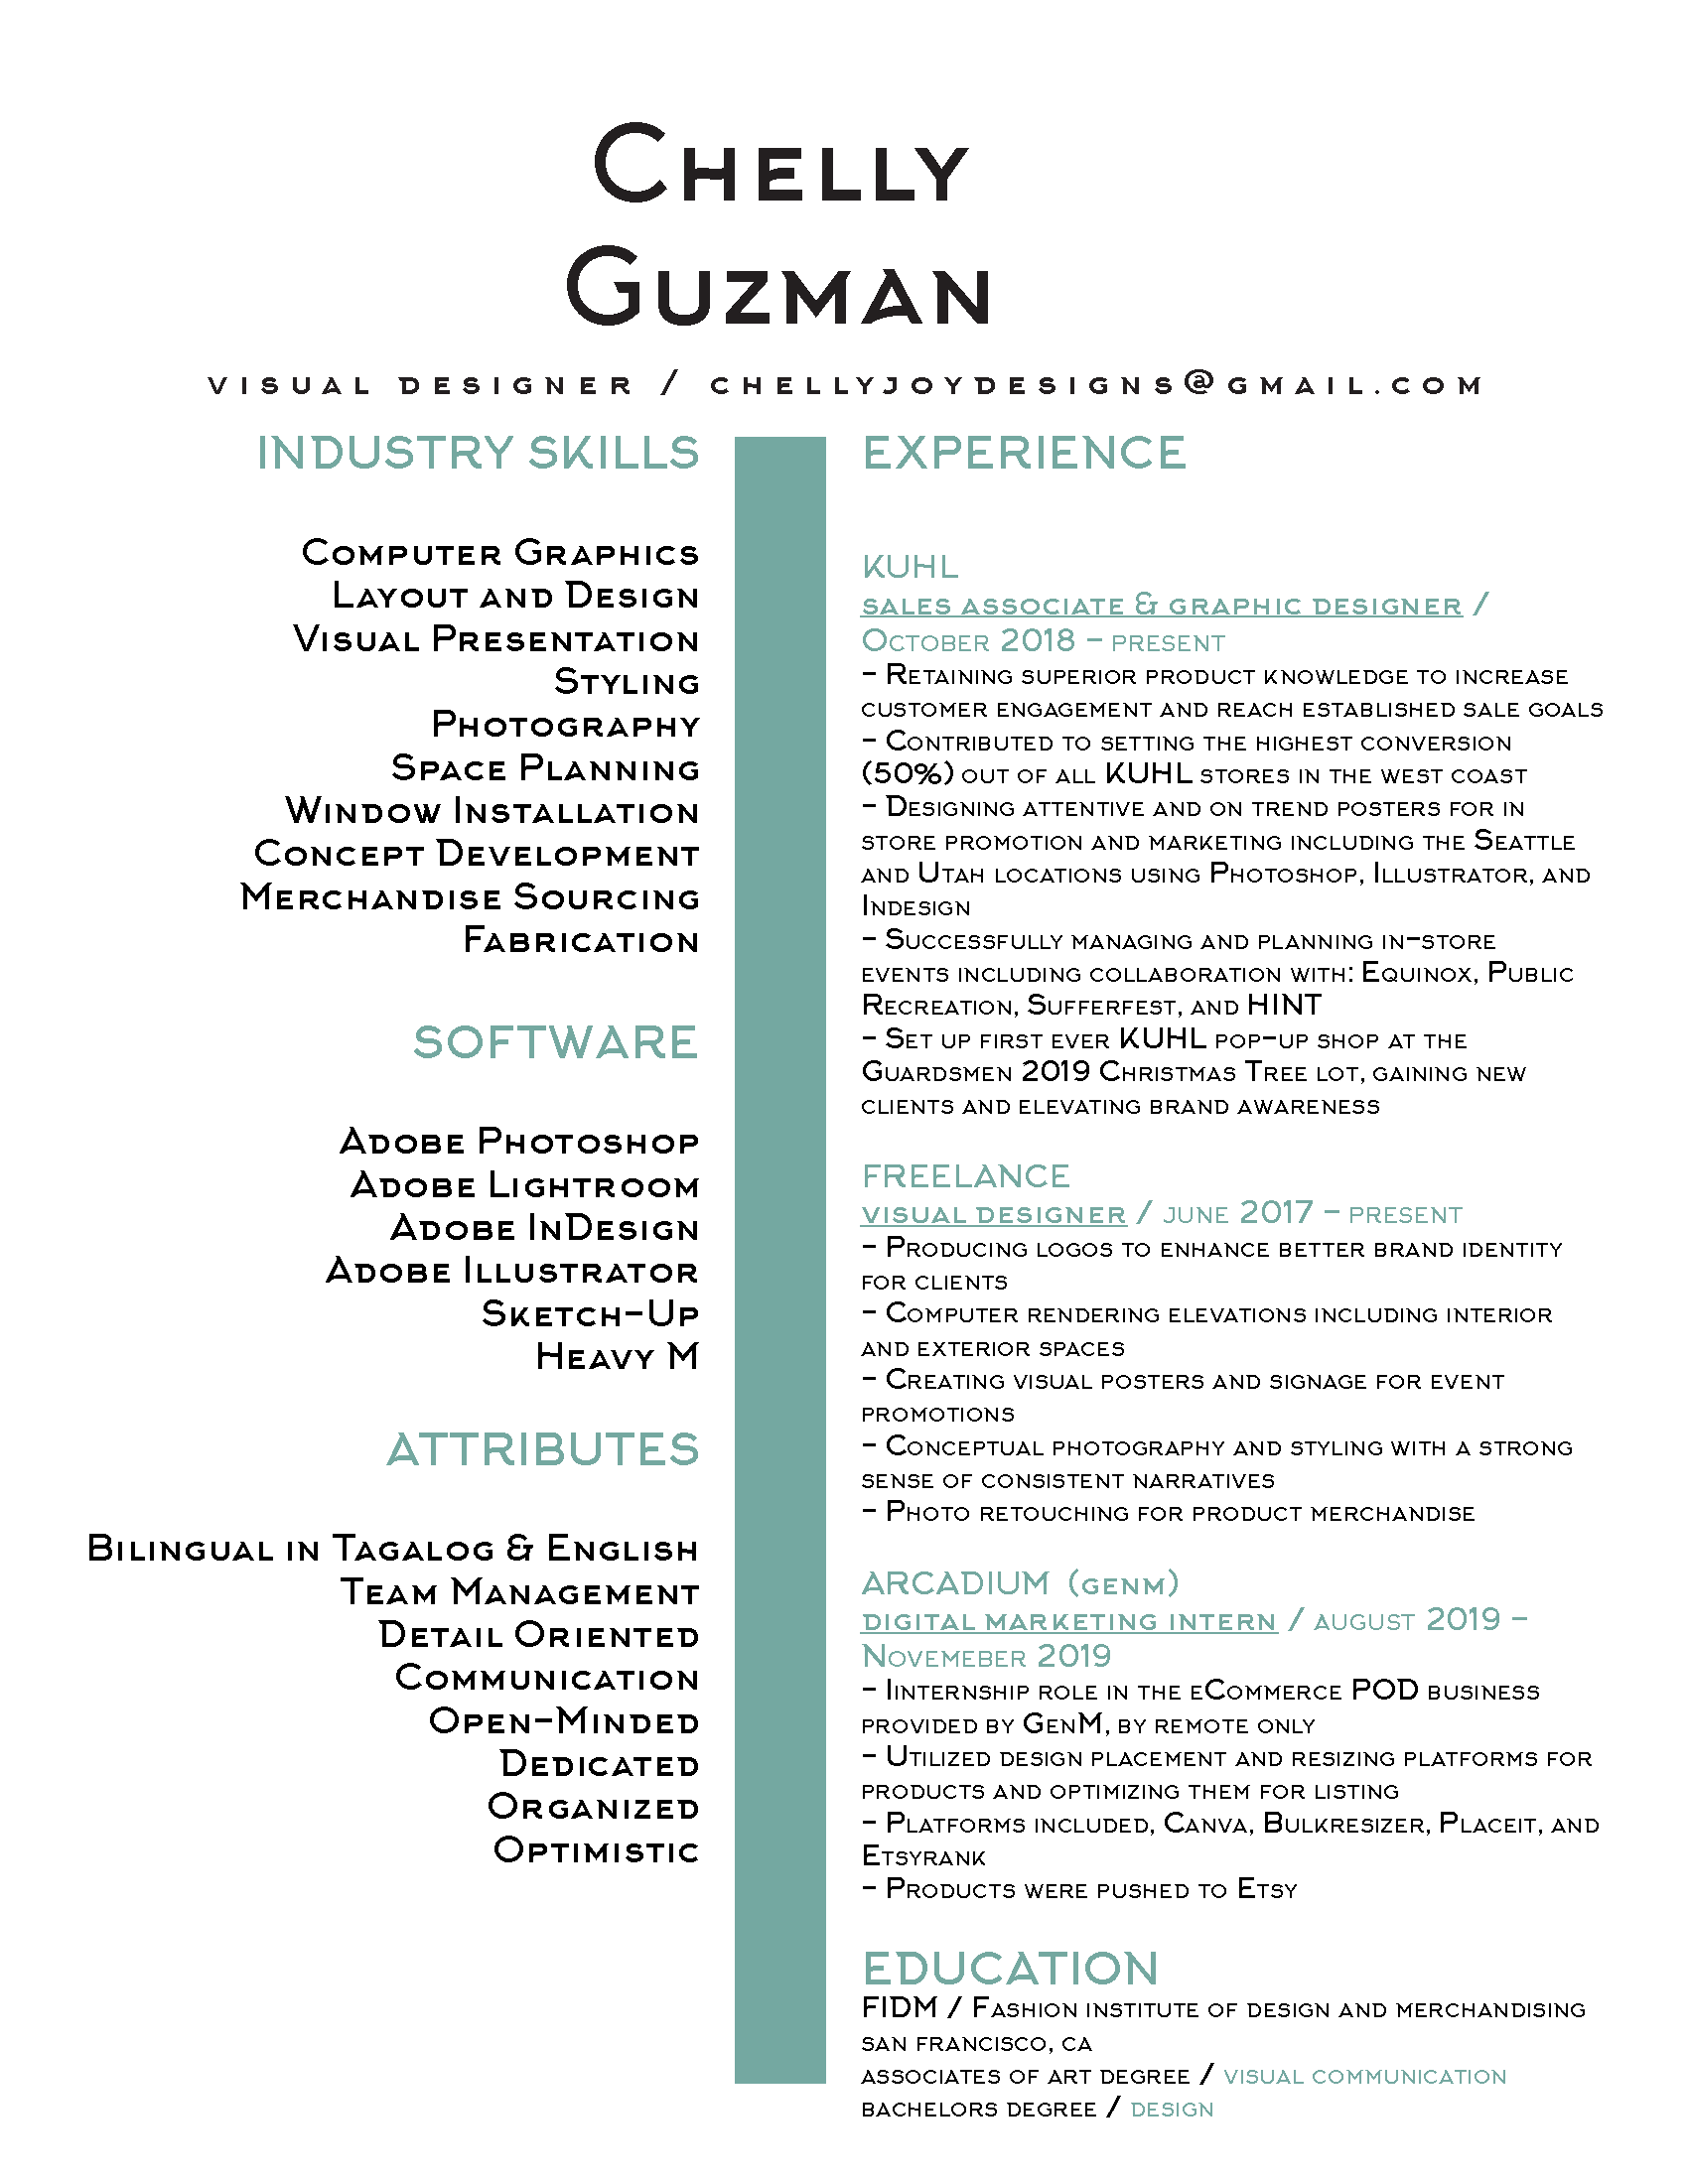 Chelly
Guzman
VISUAL DESIGNER / CHELLYJOYDESIGNS@GMAIL.COM
INDUSTRY SKILLS
Computer Graphics
Layout and Design
Visual Presentation
Styling
Photography
Space Planning
Window Installation
Concept Development
Merchandise Sourcing
Fabrication
SOFTWARE
Adobe Photoshop
Adobe Lightroom
Adobe InDesign
Adobe Illustrator
Sketch-Up
Heavy M
ATTRIBUTES
Bilingual in Tagalog & English
Team Management
Detail Oriented
Communication
Open-Minded
Dedicated
Organized
Optimistic
EXPERIENCE
KUHL
sales associate & graphic designer /
October 2018 - present
- Retaining superior product knowledge to increase
customer engagement and reach established sale goals
- Contributed to setting the highest conversion
(50%) out of all KUHL stores in the west coast
- Designing attentive and on trend posters for in
store promotion and marketing including the Seattle
and Utah locations using Photoshop, Illustrator, and
Indesign
- Successfully managing and planning in-store
events including collaboration with: Equinox, Public
Recreation, Sufferfest, and HINT
- Set up first ever KUHL pop-up shop at the
Guardsmen 2019 Christmas Tree lot, gaining new
clients and elevating brand awareness
FREELANCE
visual designer / june 2017 - present
- Producing logos to enhance better brand identity
for clients
- Computer rendering elevations including interior
and exterior spaces
- Creating visual posters and signage for event
promotions
- Conceptual photography and styling with a strong
sense of consistent narratives
- Photo retouching for product merchandise
ARCADIUM (genm)
digital marketing intern / august 2019 -
Novemeber 2019
- Iinternship role in the eCommerce POD business
provided by GenM, by remote only
- Utilized design placement and resizing platforms for
products and optimizing them for listing
- Platforms included, Canva, Bulkresizer, Placeit, and
Etsyrank
- Products were pushed to Etsy
EDUCATION
FIDM / Fashion institute of design and merchandising
san francisco, ca
associates of art degree / visual communication
bachelors degree / design